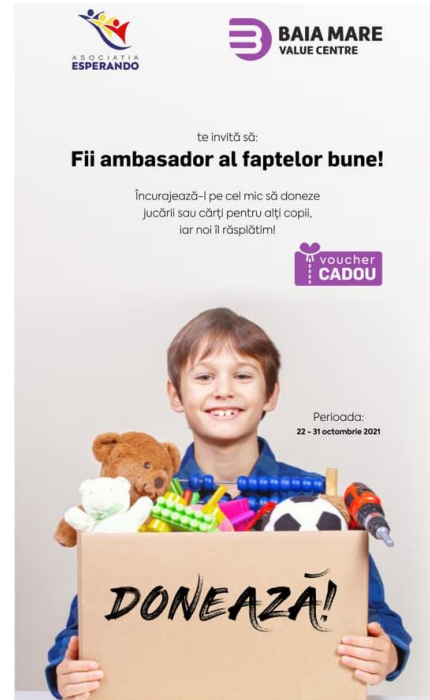 ASOCIAȚIA
ESPERANDO
BAIA MARE
VALUE CENTRE
te invită să:
Fii ambasador al faptelor bune!
Încurajează-l pe cel mic să doneze
jucării sau cărți pentru alți copii,
iar noi îl răsplătim!
voucher
CADOU
Perioada:
22 - 31 octombrie 2021
DONEAZĂ!